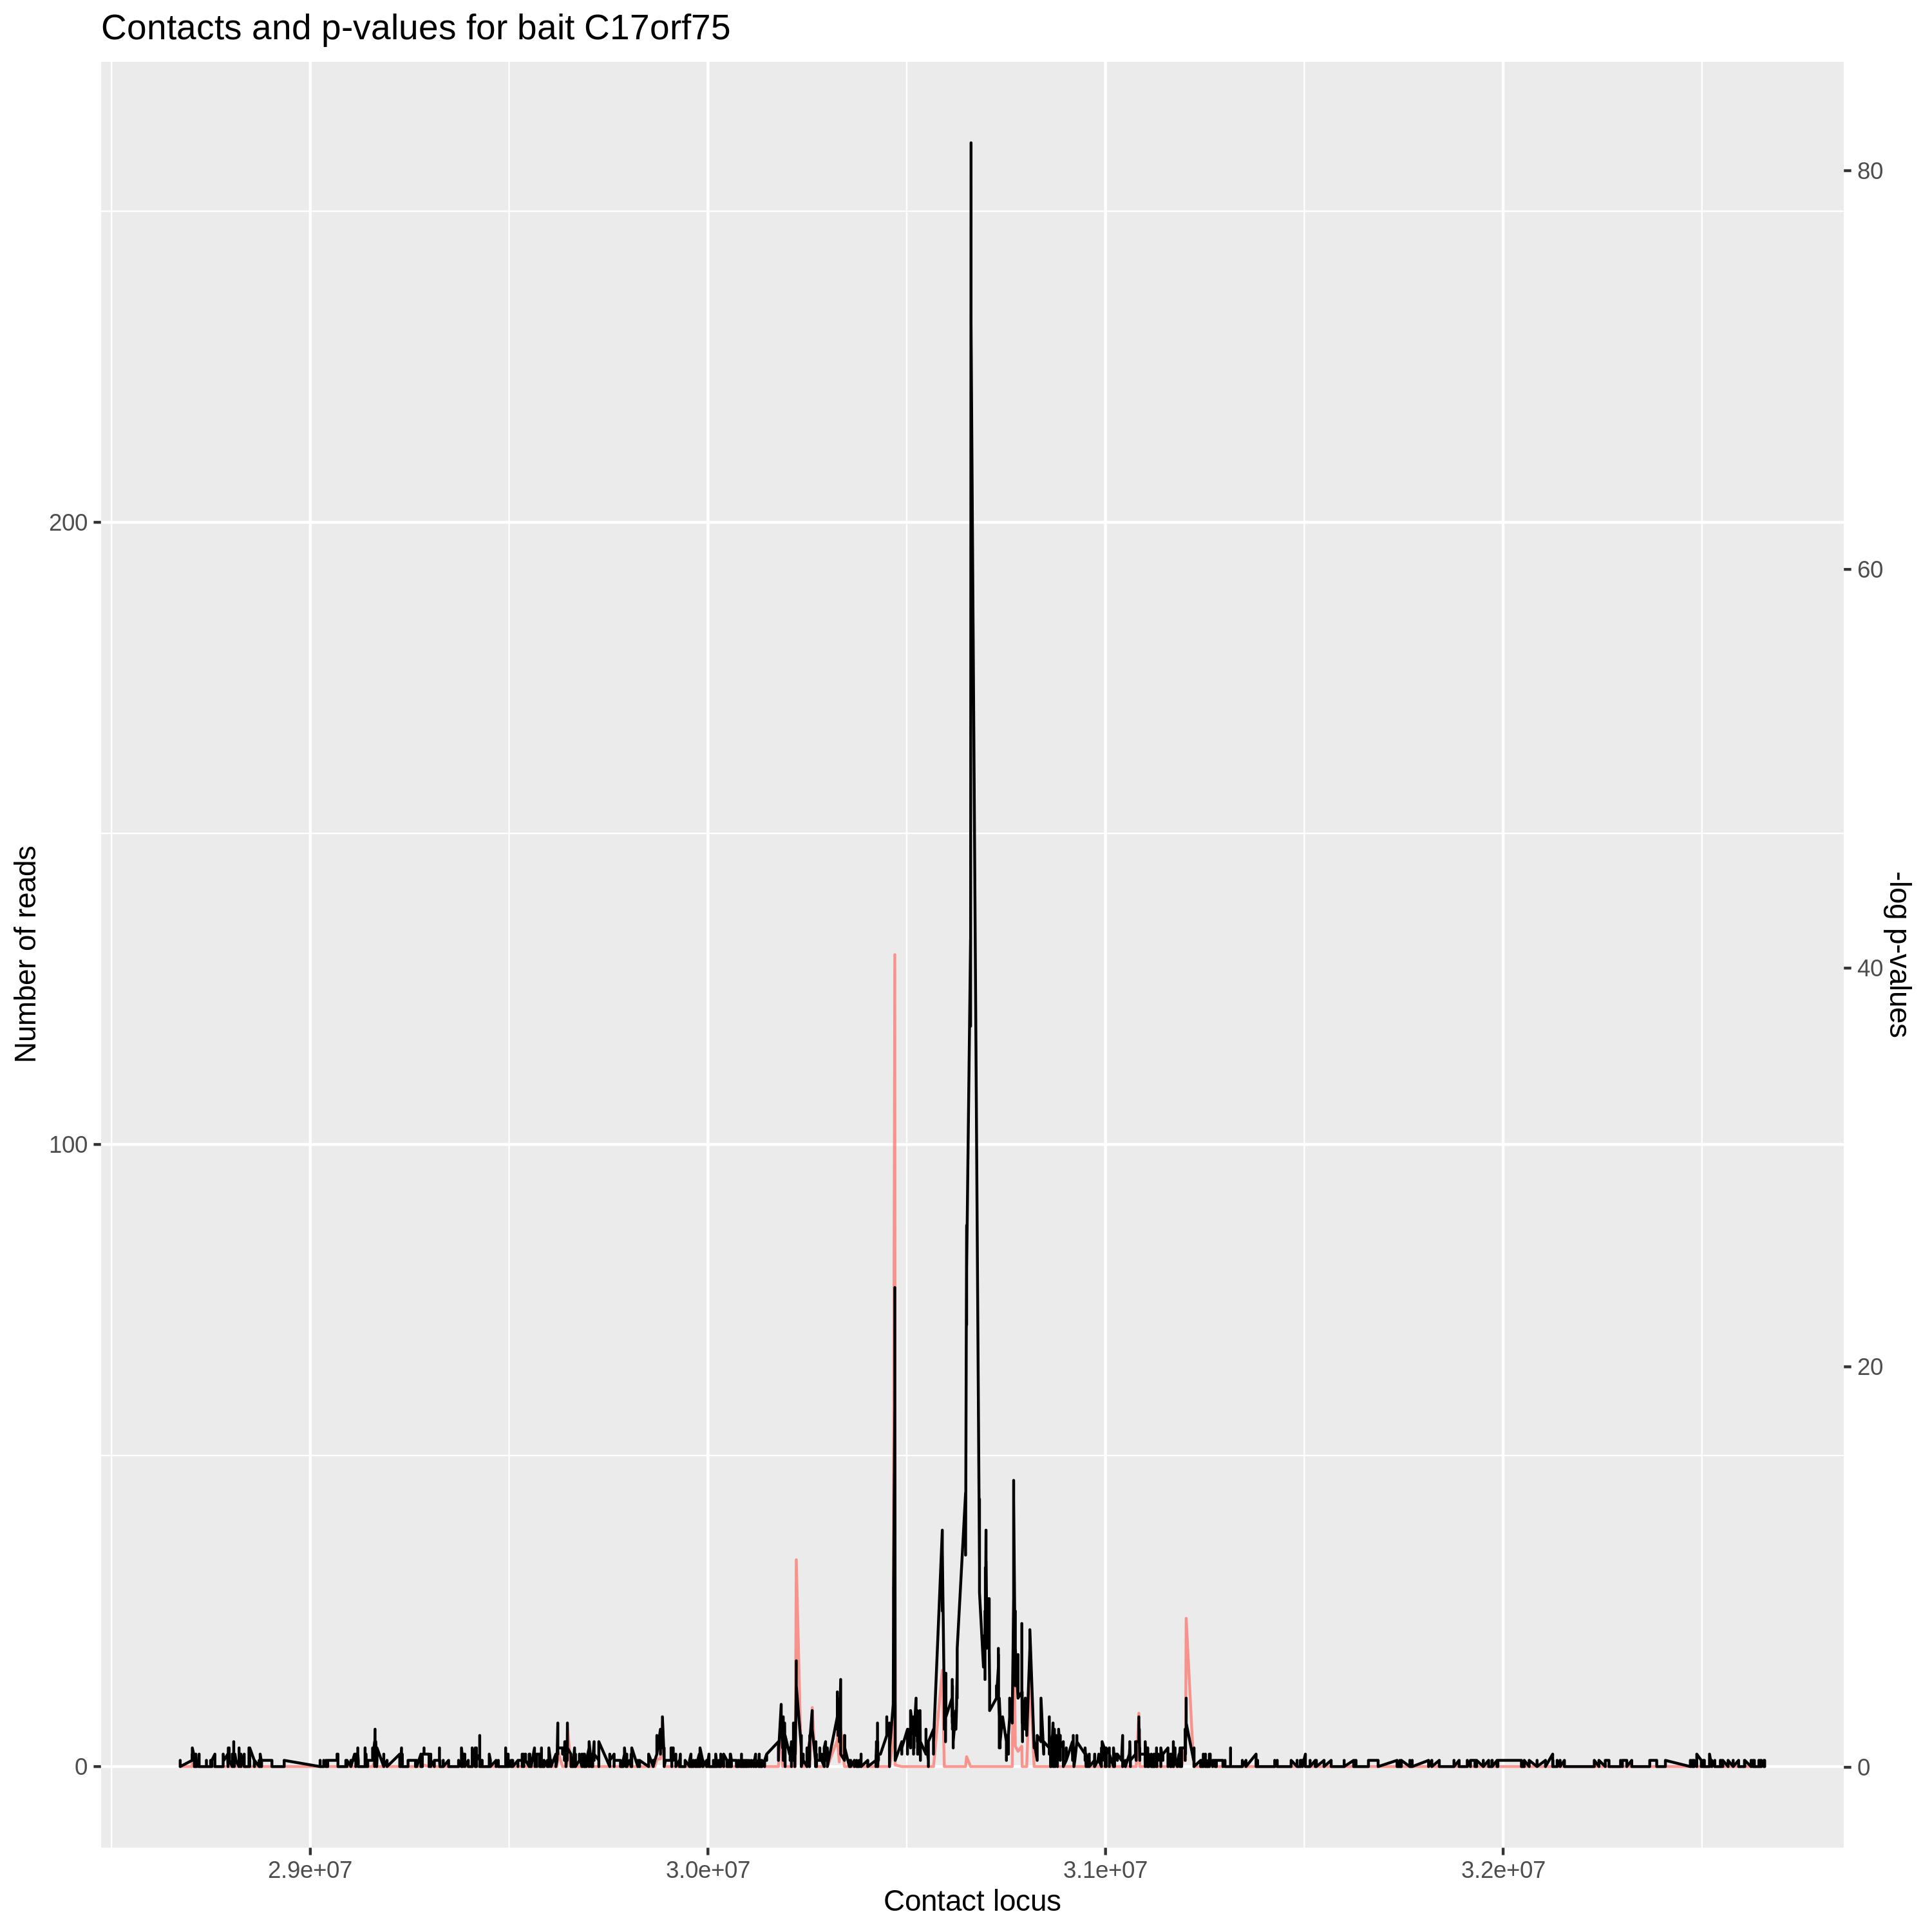 Contacts and p-values for bait C17orf75
Number of reads
200
100
0
80
60
40
20
0
-log p-values
2.9e+07
3.0e+07
3.1e+07
3.2e+07
Contact locus